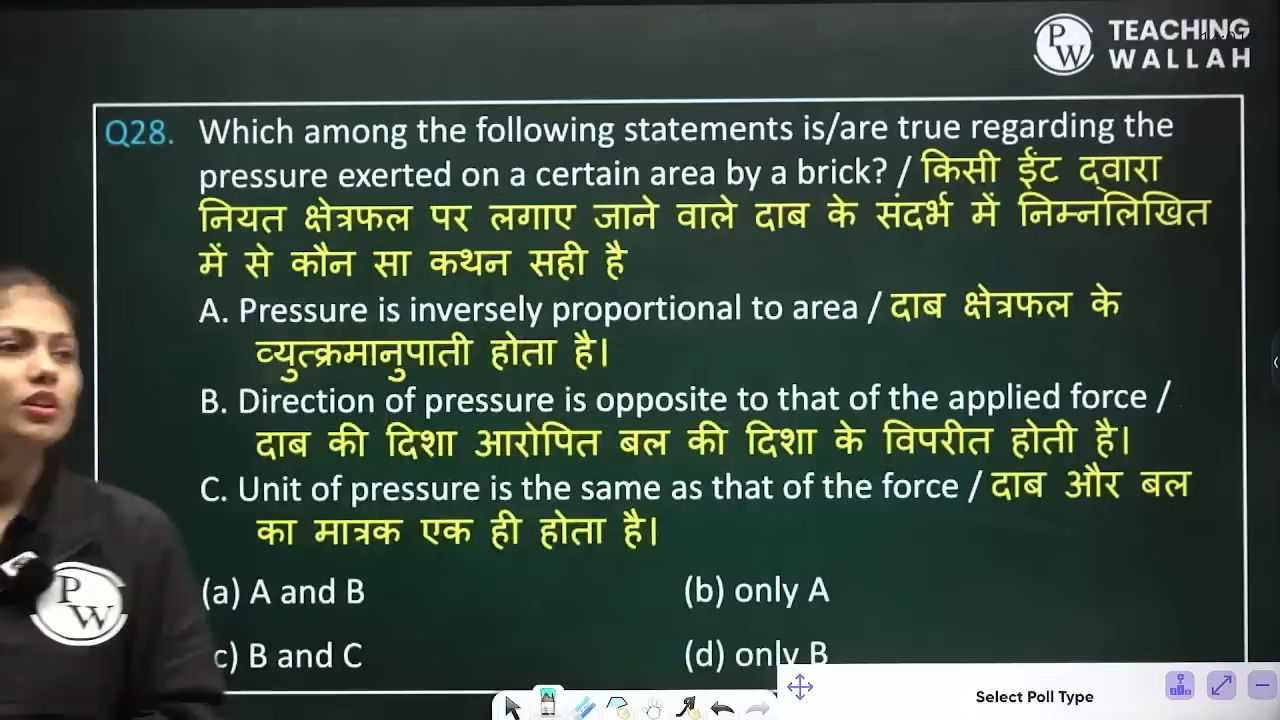 TEACHING
WALLAH
Q28. Which among the following statements is/are true regarding the
pressure exerted on a certain area by a brick? / किसी ईंट द्वारा
नियत क्षेत्रफल पर लगाए जाने वाले दाब के संदर्भ में निम्नलिखित
में से कौन सा कथन सही है
A. Pressure is inversely proportional to area / दाब क्षेत्रफल के
व्युत्क्रमानुपाती होता है।
B. Direction of pressure is opposite to that of the applied force /
दाब की दिशा आरोपित बल की दिशा के विपरीत होती है।
C. Unit of pressure is the same as that of the force / दाब और बल
का मात्रक एक ही होता है।
(a) A and B (b) only A
c) B and C (d) only B
Select Poll Type
PW
PW